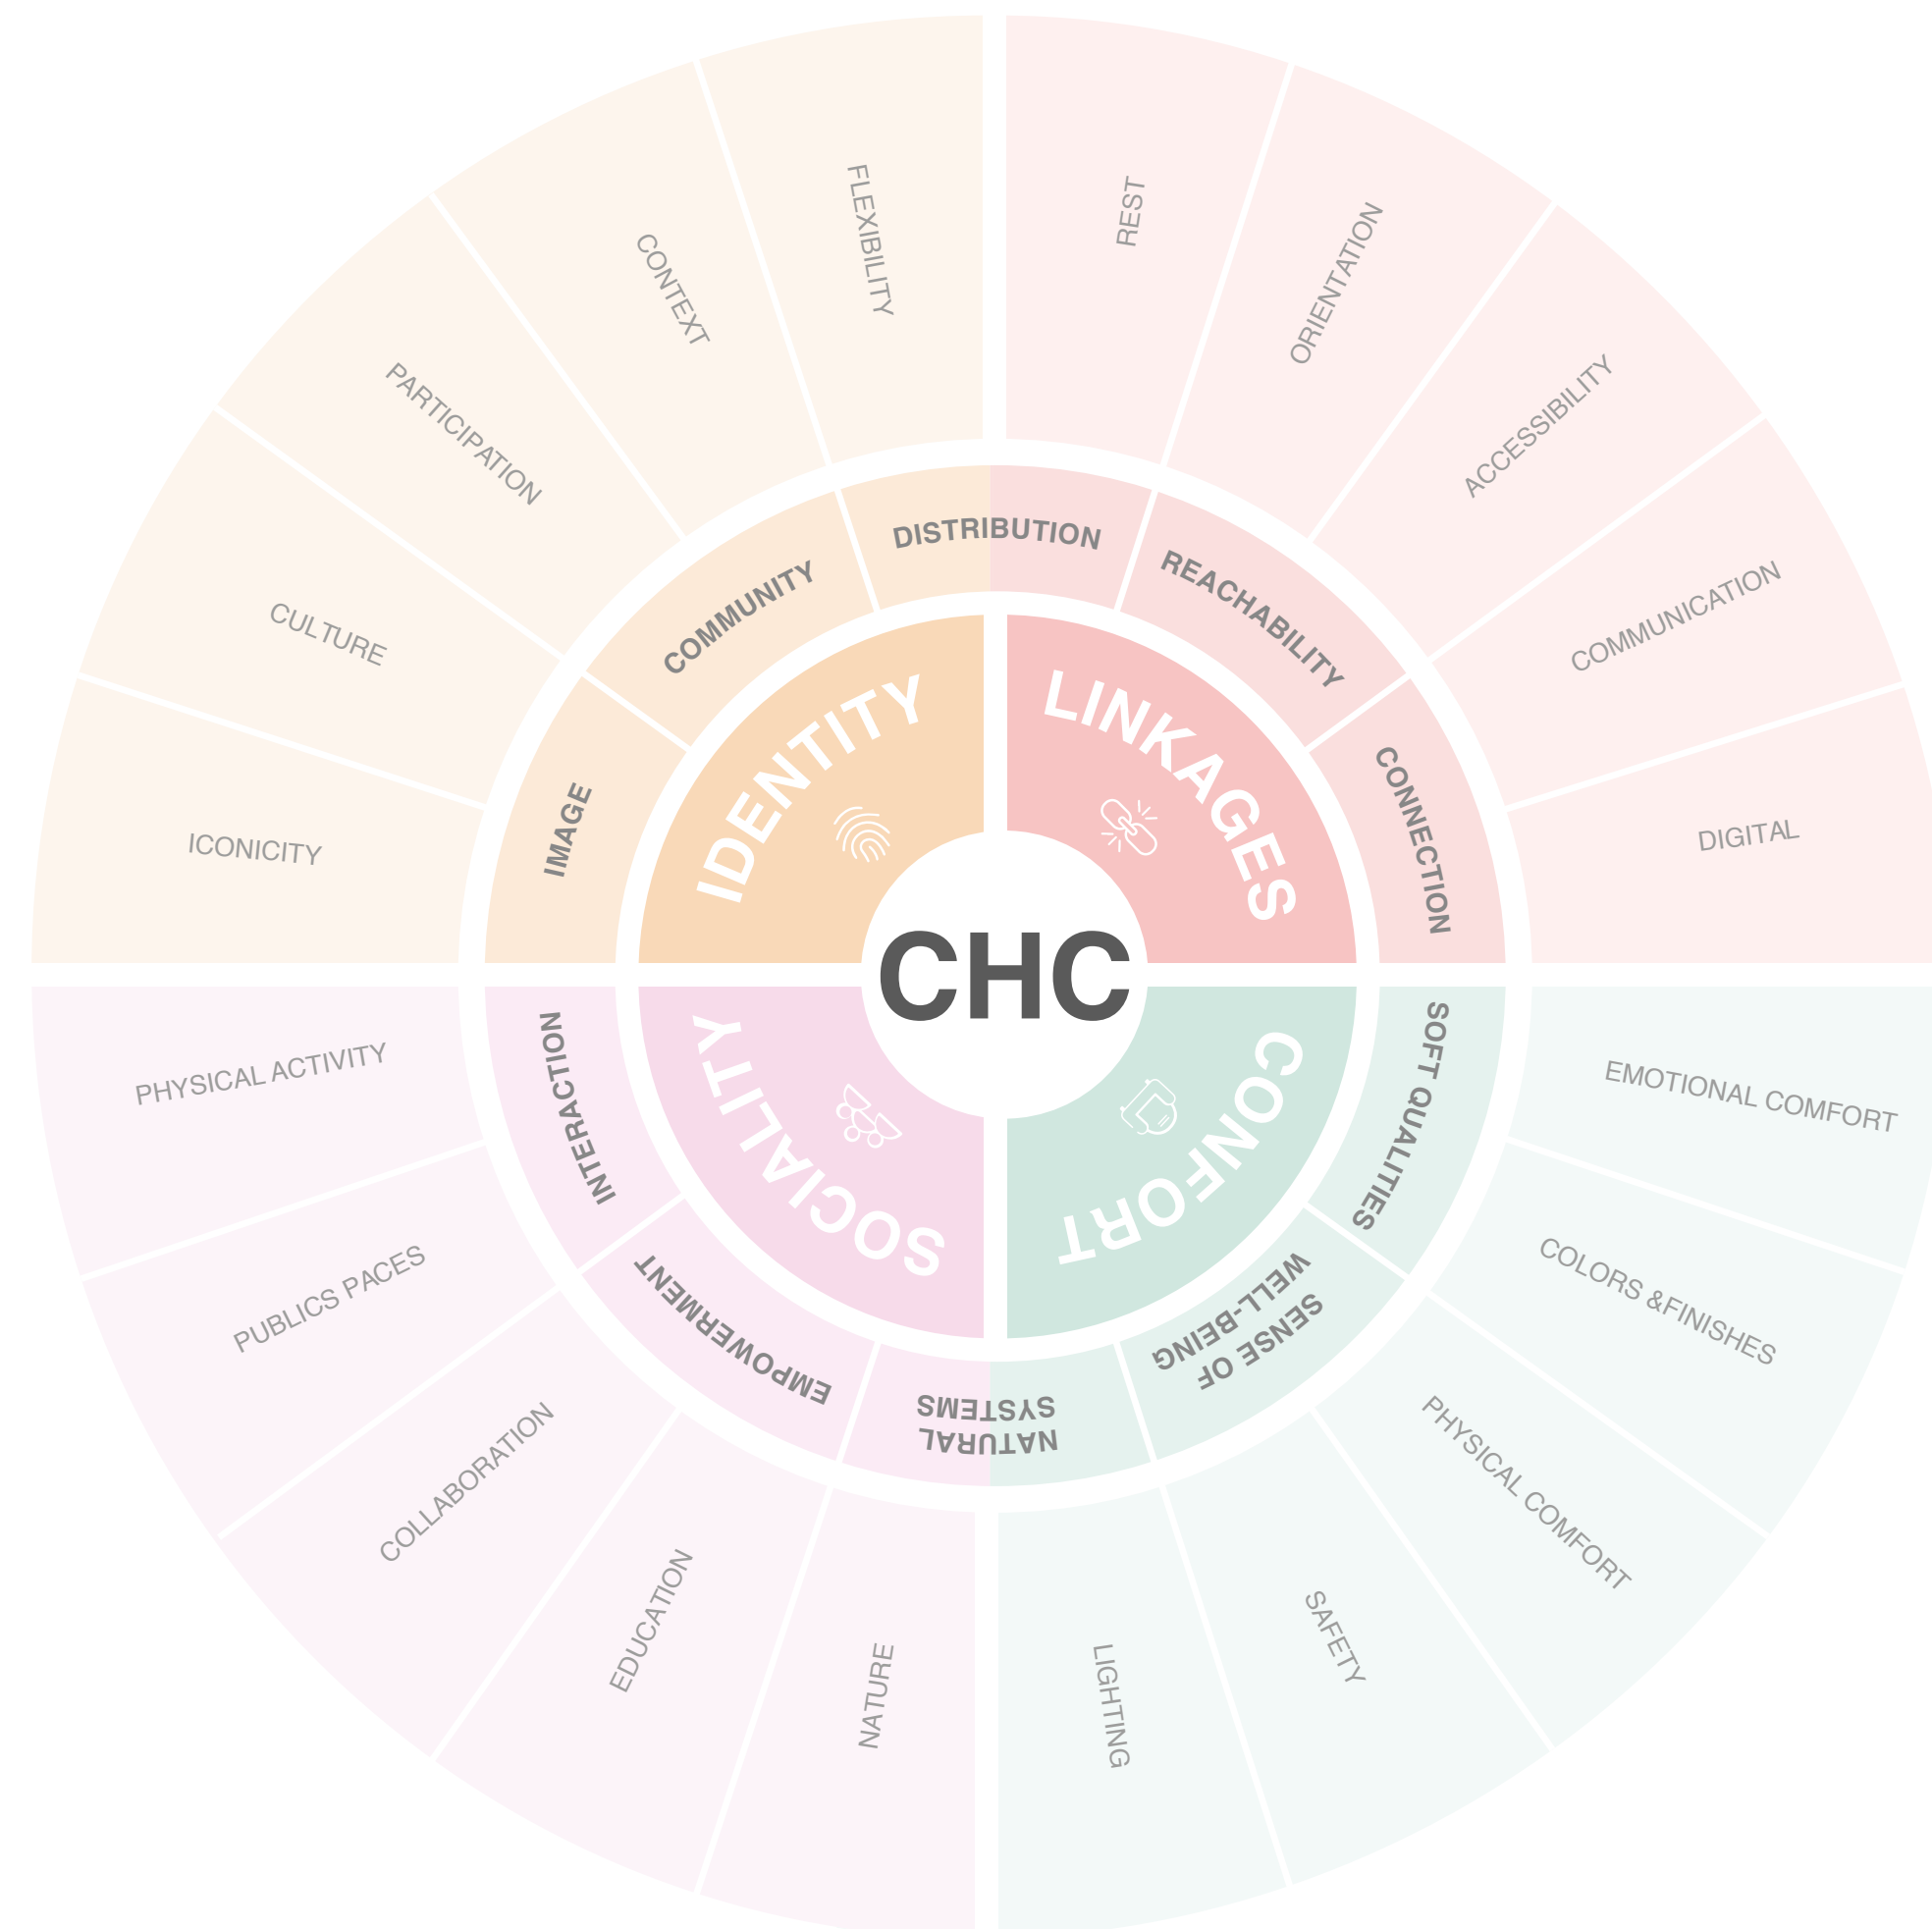 CHC
IDENTITY
LINKAGES
CONFORT
SOCIALITY
IMAGE
COMMUNITY
DISTRIBUTION
REACHABILITY
CONNECTION
SOFT QUALITIES
SENSE OF
WELL-BEING
NATURAL
SYSTEMS
EMPOWERMENT
INTERACTION
ICONICITY
CULTURE
PARTICIPATION
CONTEXT
FLEXIBILITY
REST
ORIENTATION
ACCESSIBILITY
COMMUNICATION
DIGITAL
EMOTIONAL COMFORT
COLORS &FINISHES
PHYSICAL COMFORT
SAFETY
LIGHTING
NATURE
EDUCATION
COLLABORATION
PUBLICS PACES
PHYSICAL ACTIVITY